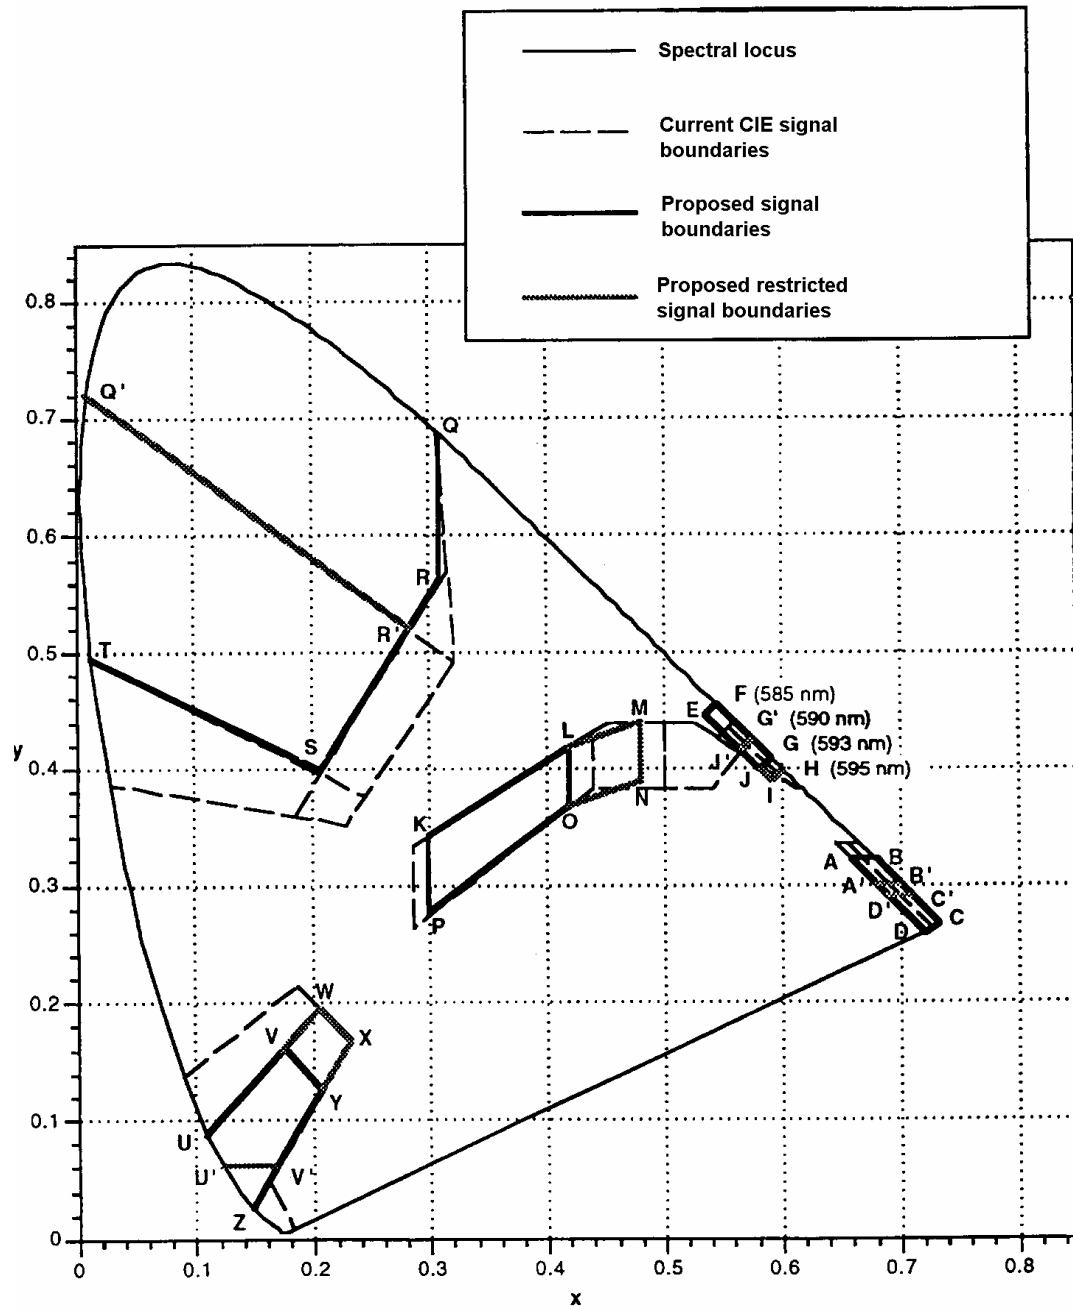 Spectral locus
Current CIE signal
boundaries
Proposed signal
boundaries
Proposed restricted
signal boundaries
0.8
Q'
0.7
Q
0.6
R
R'
0.5
T
F (585 nm)
E
M
G' (590 nm)
L
G (593 nm)
S
y
H (595 nm)
0.4
J'
J
I
N
K
O
B
A
B'
0.3
A'
C'
D'
C
P
D
0.2
W
V
X
Y
0.1
U
U'
V'
Z
0
0
0.1
0.2
0.3
0.4
0.5
0.6
0.7
0.8
x